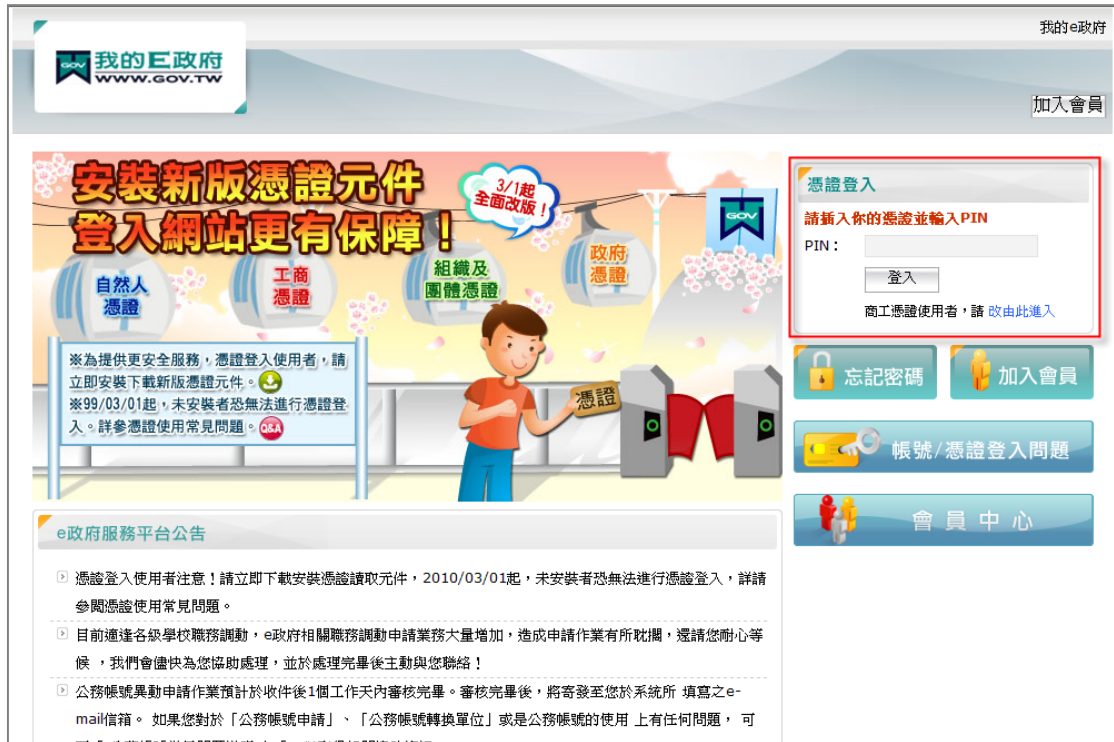 我的e政府
我的E政府
WWW.GOV.TW
加入會員
安裝新版憑證元件
登入網站更有保障！
3/1起
全面改版！
GOV
自然人
憑證
工商
憑證
組織及
團體憑證
政府
憑證
※為提供更安全服務，憑證登入使用者，請
立即安裝下載新版憑證元件。
※99/03/01起，未安裝者恐無法進行憑證登
入。詳參憑證使用常見問題。Q&A
憑證
憑證登入
請插入你的憑證並輸入PIN
PIN：
登入
商工憑證使用者，請 改由此進入
忘記密碼
加入會員
帳號/憑證登入問題
會員中心
e政府服務平台公告
憑證登入使用者注意！請立即下載安裝憑證讀取元件，2010/03/01起，未安裝者恐無法進行憑證登入，詳請
參閱憑證使用常見問題。
目前適逢各級學校職務調動，e政府相關職務調動申請業務大量增加，造成申請作業有所耽擱，還請您耐心等
候 ，我們會儘快為您協助處理，並於處理完畢後主動與您聯絡！
公務帳號異動申請作業預計於收件後1個工作天內審核完畢。審核完畢後，將寄發至您於系統所 填寫之e-
mail信箱。 如果您對於「公務帳號申請」、「公務帳號轉換單位」或是公務帳號的使用 上有任何問題， 可